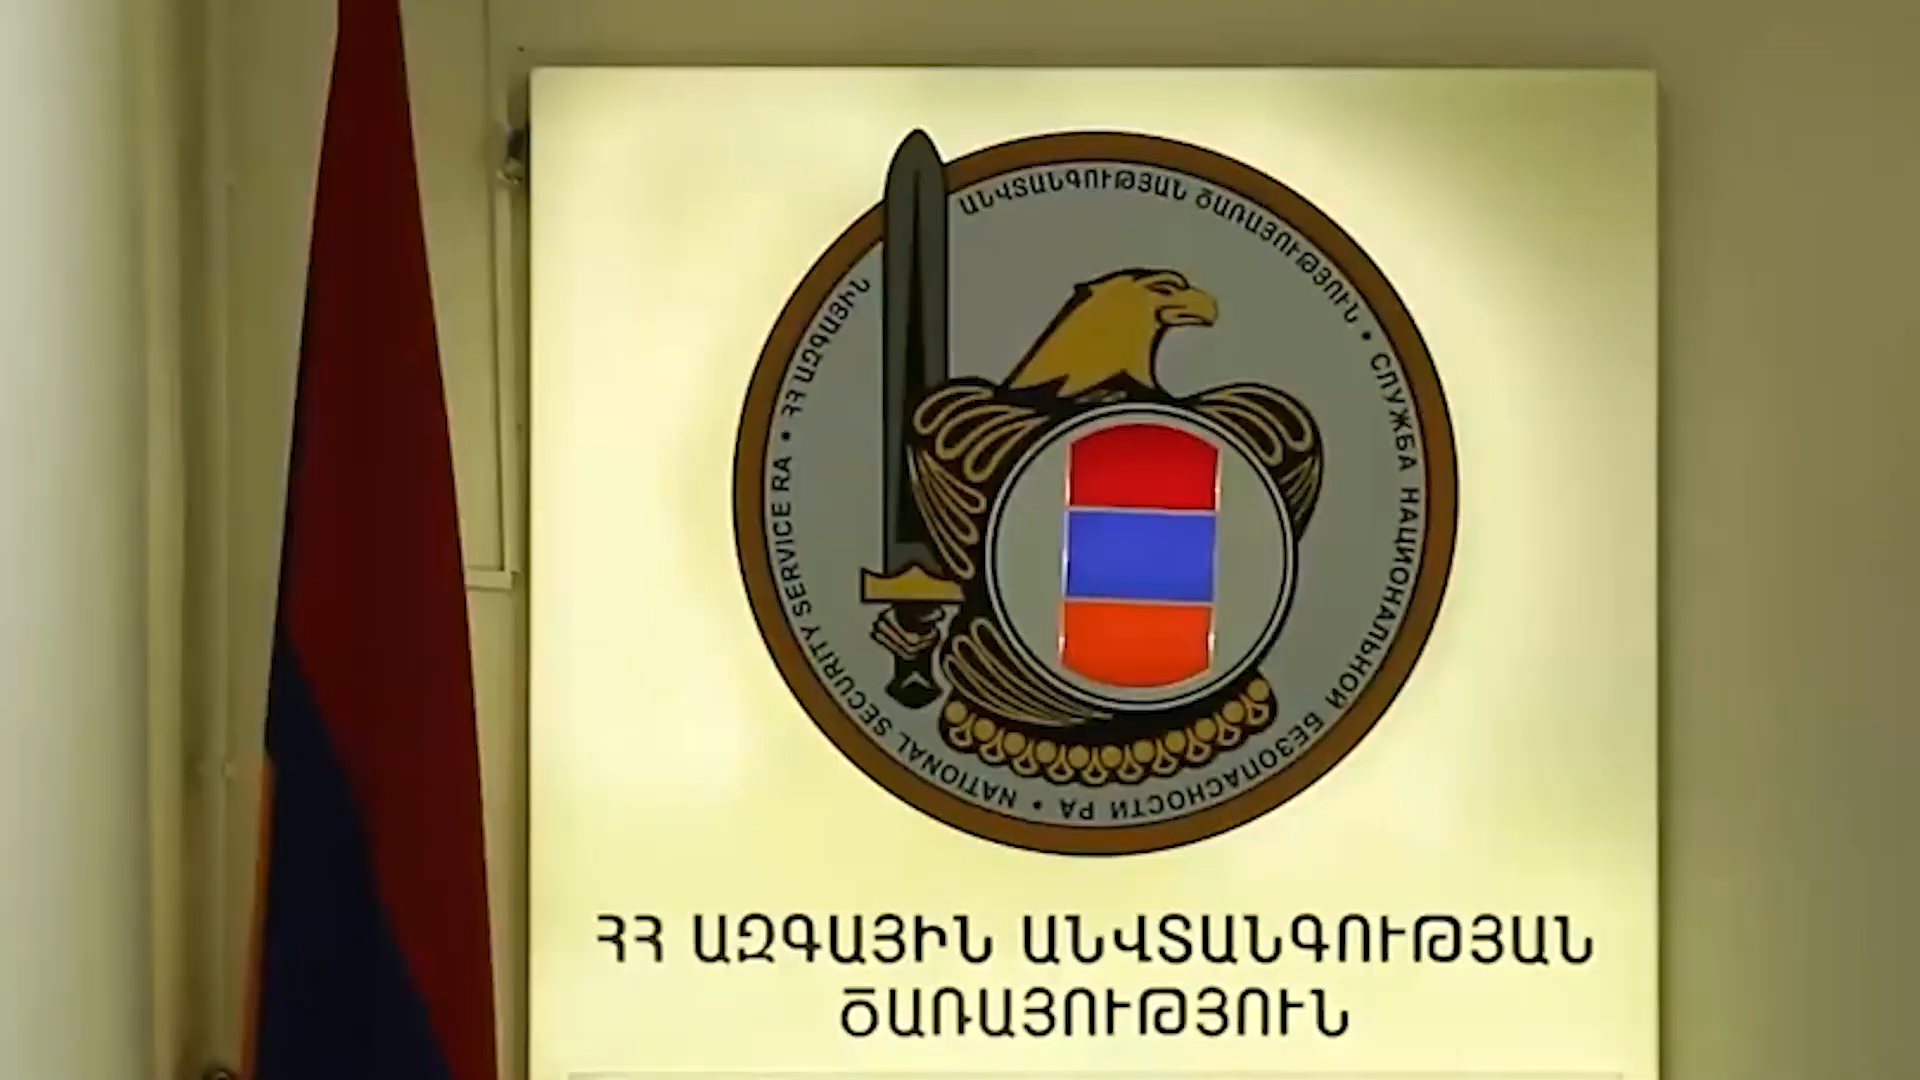 ՀՀ ԱԶԳԱՅԻՆ ԱՆՎՏԱՆԳՈՒԹՅԱՆ ԾԱՌԱՅՈՒԹՅՈՒՆ • СЛУЖБА НАЦИОНАЛЬНОЙ БЕЗОПАСНОСТИ РА • NATIONAL SECURITY SERVICE RA •
ՀՀ ԱԶԳԱՅԻՆ ԱՆՎՏԱՆԳՈՒԹՅԱՆ
ԾԱՌԱՅՈՒԹՅՈՒՆ